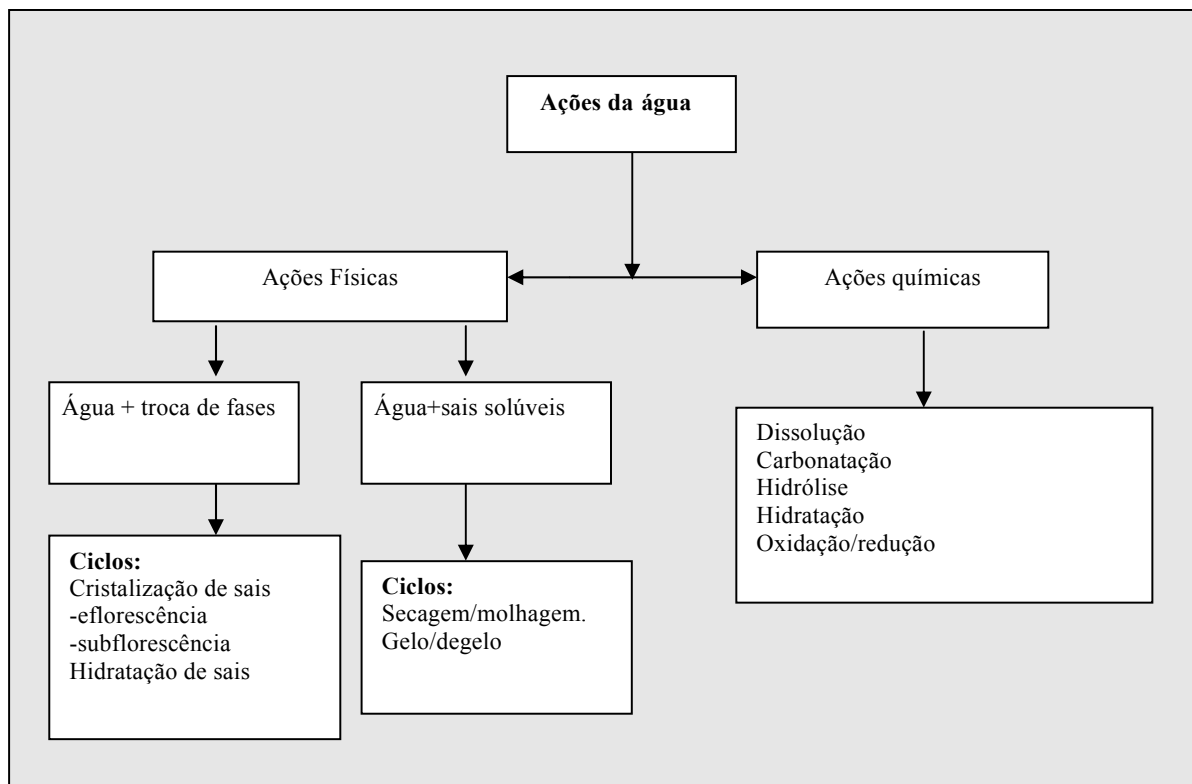 Ações da água
Ações Físicas
Ações químicas
Água + troca de fases
Água+sais solúveis
Dissolução
Carbonatação
Hidrólise
Hidratação
Oxidação/redução
Ciclos:
Cristalização de sais
-eflorescência
-subflorescência
Hidratação de sais
Ciclos:
Secagem/molhagem.
Gelo/degelo